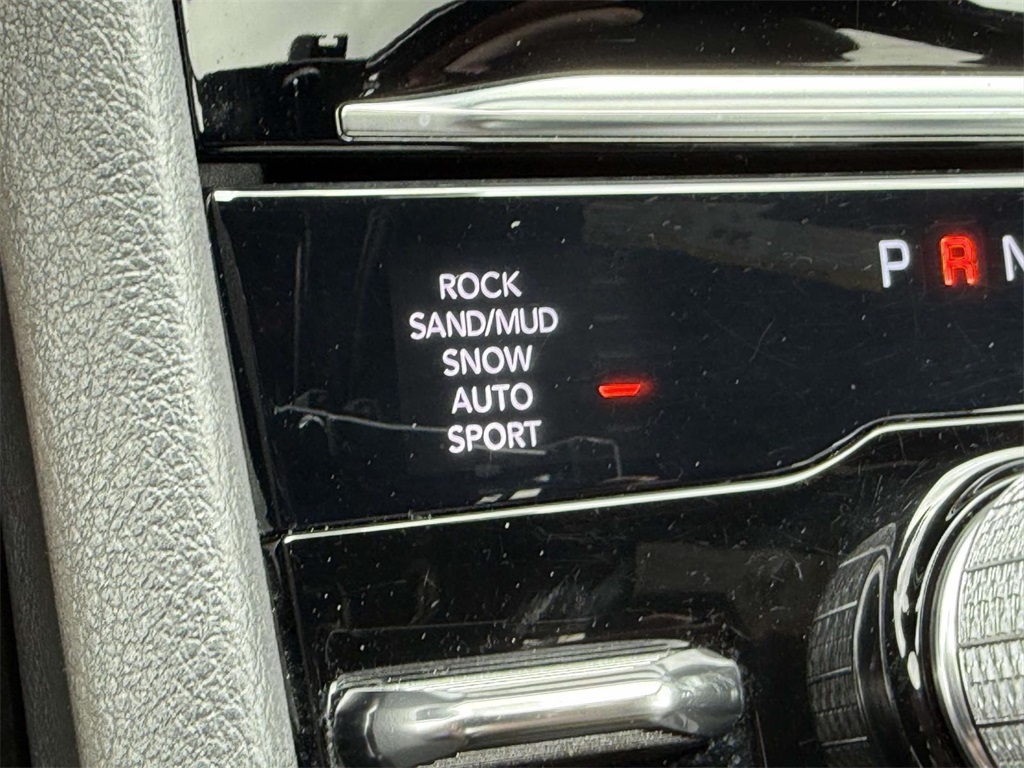 ROCK
SAND/MUD
SNOW
AUTO
SPORT
P R N